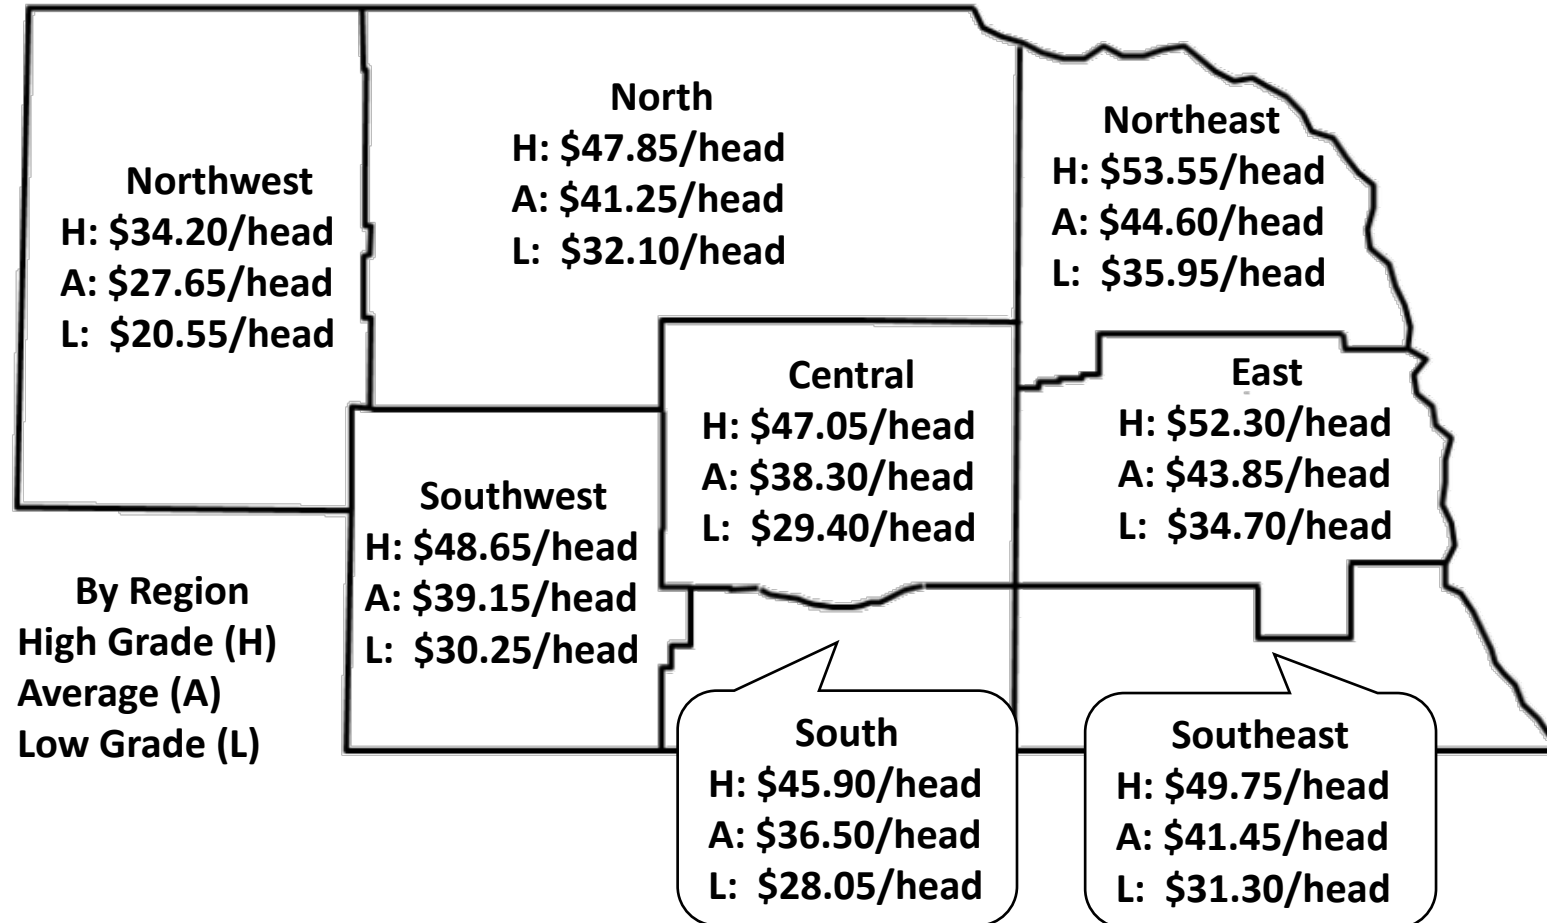 North
H: $47.85/head
A: $41.25/head
L: $32.10/head
Northeast
H: $53.55/head
A: $44.60/head
L: $35.95/head
Northwest
H: $34.20/head
A: $27.65/head
L: $20.55/head
Central
H: $47.05/head
A: $38.30/head
L: $29.40/head
East
H: $52.30/head
A: $43.85/head
L: $34.70/head
Southwest
H: $48.65/head
A: $39.15/head
L: $30.25/head
By Region
High Grade (H)
Average (A)
Low Grade (L)
South
H: $45.90/head
A: $36.50/head
L: $28.05/head
Southeast
H: $49.75/head
A: $41.45/head
L: $31.30/head